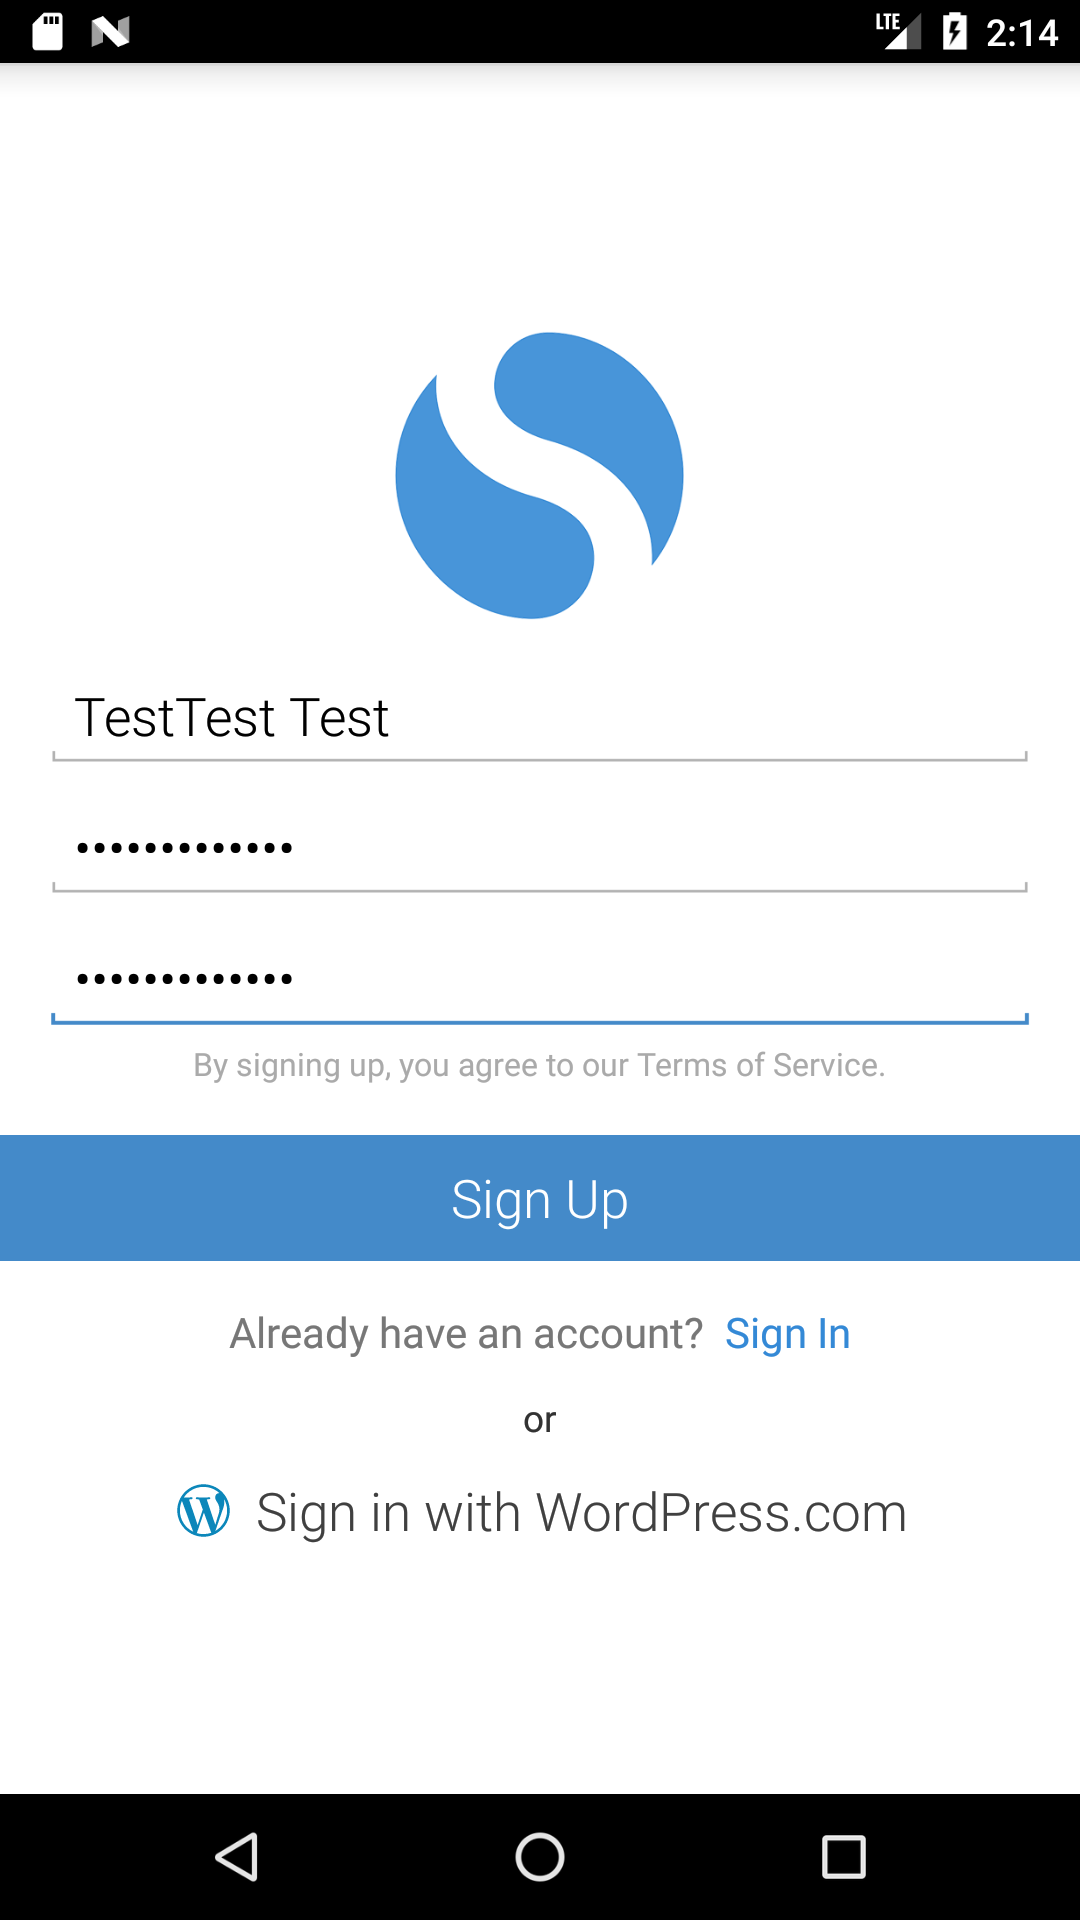 LTE 2:14
TestTest Test
•••••••••••••
•••••••••••••
By signing up, you agree to our Terms of Service.
Sign Up
Already have an account? Sign In
or
Sign in with WordPress.com